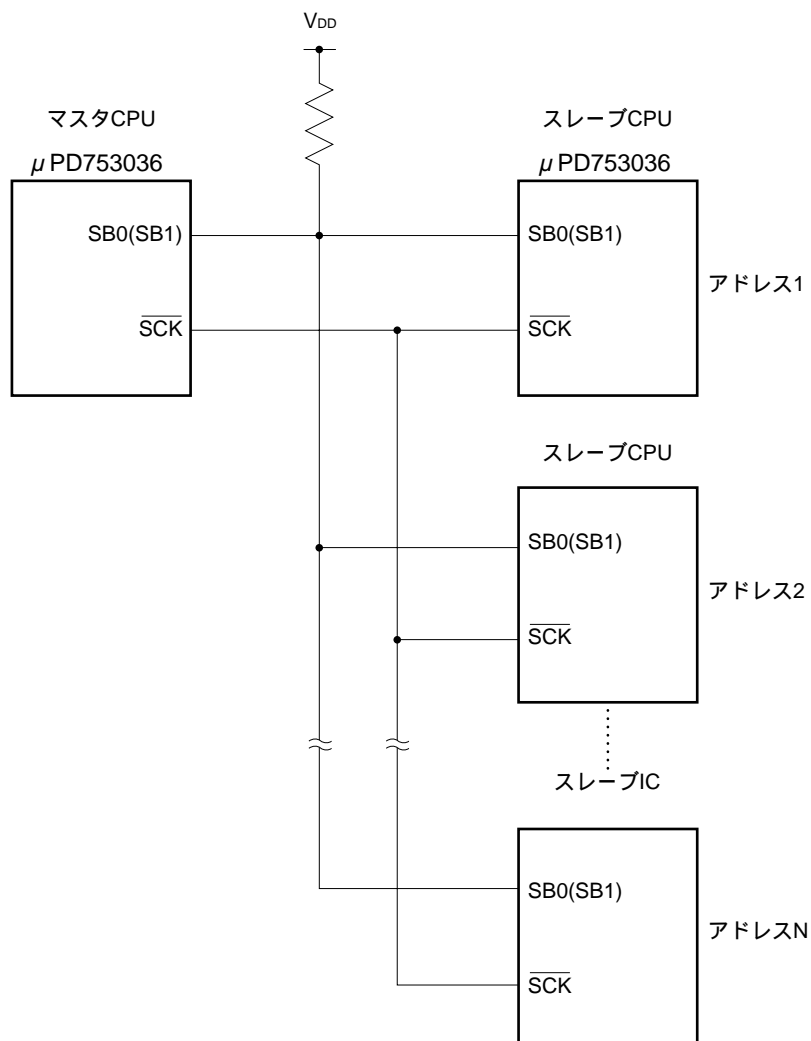 VDD
マスタCPU
μPD753036
SB0(SB1)
SCK
スレーブCPU
μPD753036
SB0(SB1)
SCK
アドレス1
スレーブCPU
SB0(SB1)
SCK
アドレス2
スレーブIC
SB0(SB1)
SCK
アドレスN